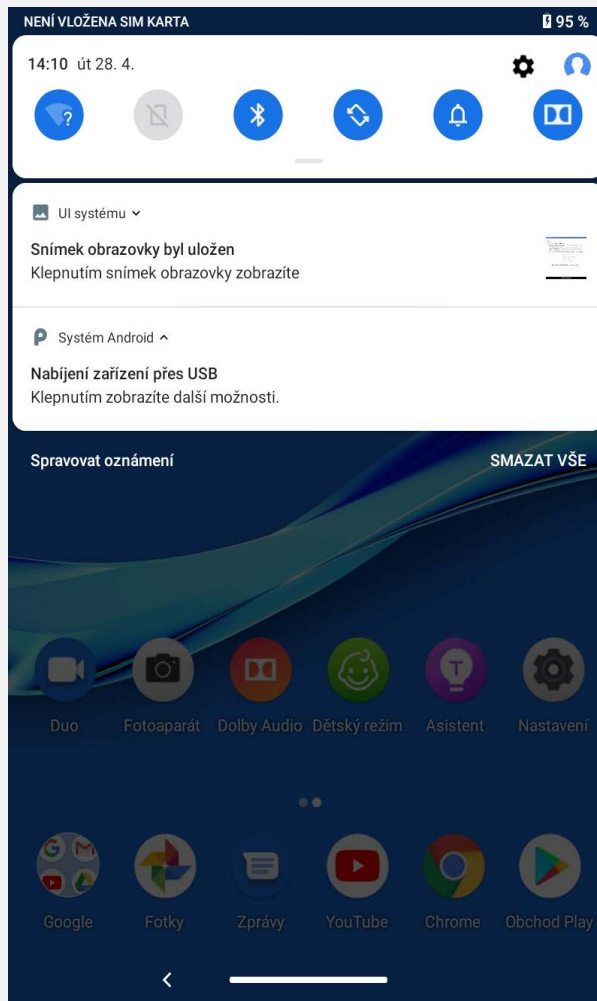 NENÍ VLOŽENA SIM KARTA 95 %
14:10 út 28. 4.
UI systému
Snímek obrazovky byl uložen
Klepnutím snímek obrazovky zobrazíte
Systém Android
Nabíjení zařízení přes USB
Klepnutím zobrazíte další možnosti.
Spravovat oznámení SMAZAT VŠE
Duo Fotoaparát Dolby Audio Dětský režim Asistent Nastavení
Google Fotky Zprávy YouTube Chrome Obchod Play